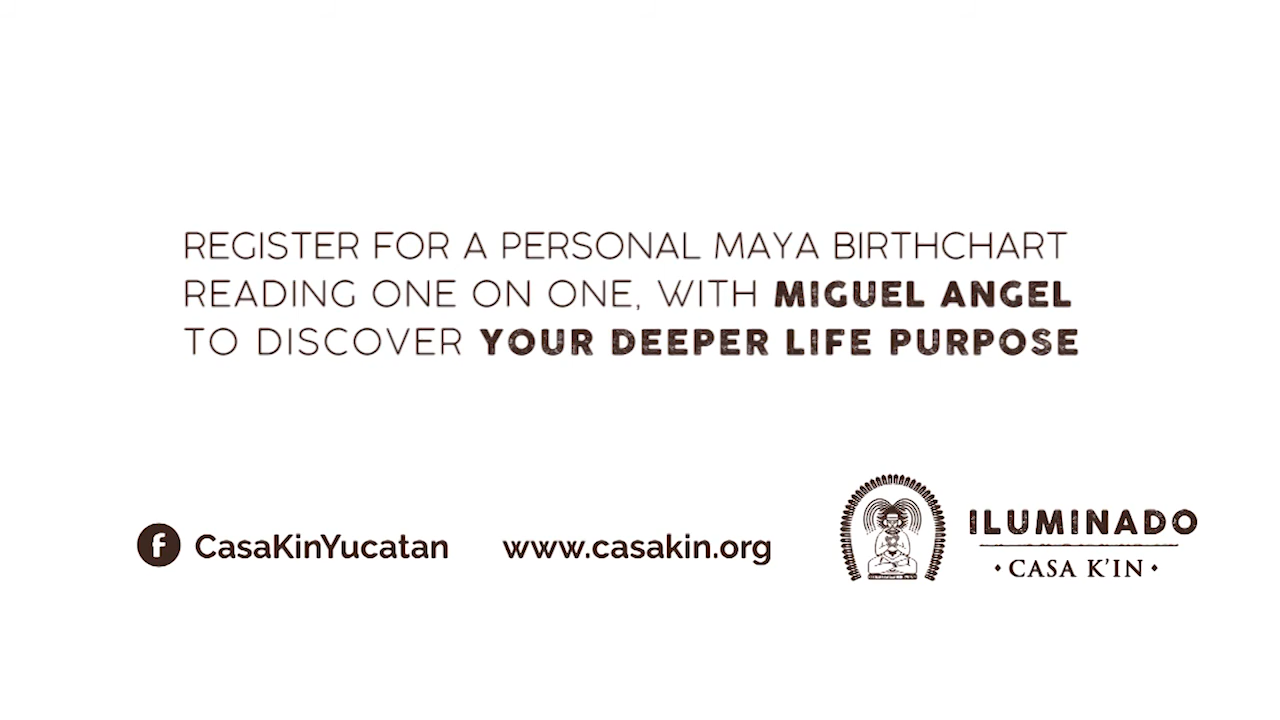 REGISTER FOR A PERSONAL MAYA BIRTHCHART
READING ONE ON ONE, WITH MIGUEL ANGEL
TO DISCOVER YOUR DEEPER LIFE PURPOSE
f CasaKinYucatan
www.casakin.org
ILUMINADO
CASA K'IN